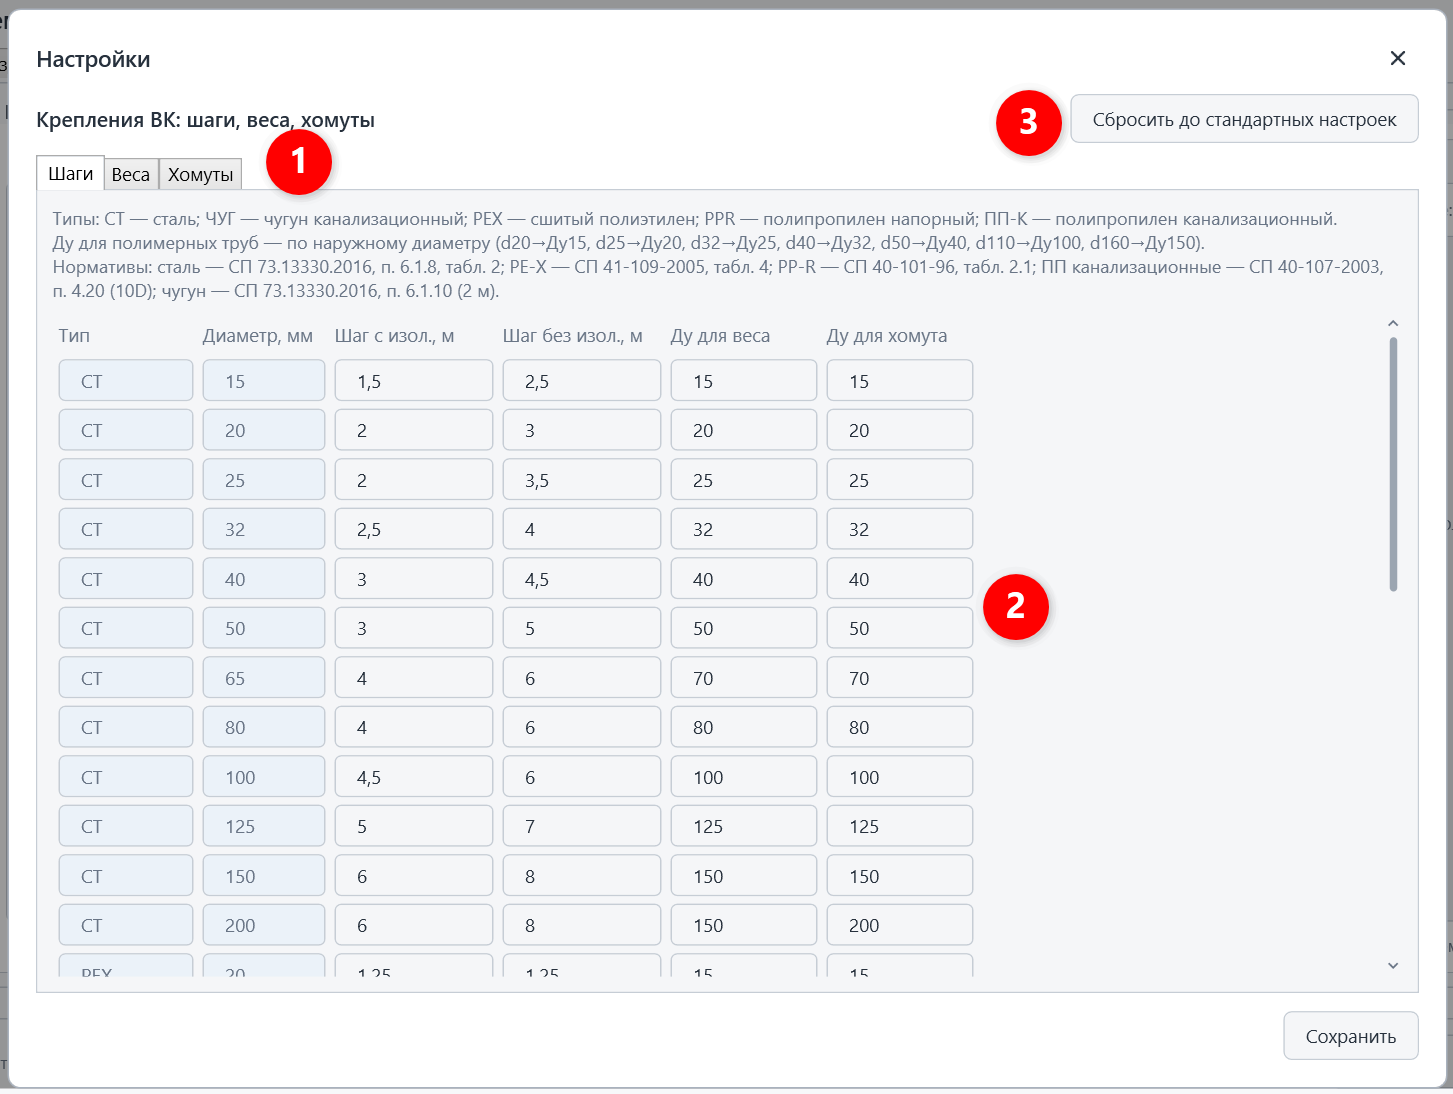 Настройки
Крепления ВК: шаги, веса, хомуты
3
Сбросить до стандартных настроек
1
Шаги Веса Хомуты
Типы: СТ — сталь; ЧУГ — чугун канализационный; PEX — сшитый полиэтилен; PPR — полипропилен напорный; ПП-К — полипропилен канализационный.
Ду для полимерных труб — по наружному диаметру (d20→Ду15, d25→Ду20, d32→Ду25, d40→Ду32, d50→Ду40, d110→Ду100, d160→Ду150).
Нормативы: сталь — СП 73.13330.2016, п. 6.1.8, табл. 2; PE-X — СП 41-109-2005, табл. 4; PP-R — СП 40-101-96, табл. 2.1; ПП канализационные — СП 40-107-2003,
п. 4.20 (10D); чугун — СП 73.13330.2016, п. 6.1.10 (2 м).
Тип Диаметр, мм Шаг с изол., м Шаг без изол., м Ду для веса Ду для хомута
СТ 15 1,5 2,5 15 15
СТ 20 2 3 20 20
СТ 25 2 3,5 25 25
СТ 32 2,5 4 32 32
СТ 40 3 4,5 40 40
СТ 50 3 5 50 50
2
СТ 65 4 6 70 70
СТ 80 4 6 80 80
СТ 100 4,5 6 100 100
СТ 125 5 7 125 125
СТ 150 6 8 150 150
СТ 200 6 8 150 200
PEX 20 1,25 1,25 15 15
Сохранить